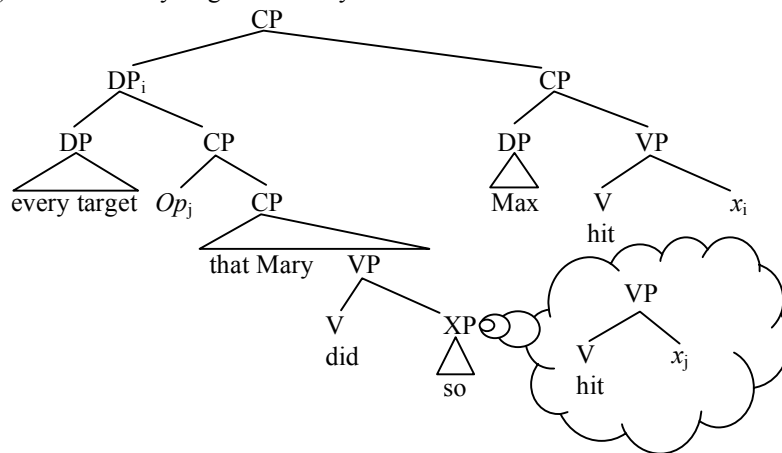 CP
DPi CP
DP CP DP VP
every target Opj CP Max V xi
hit
that Mary VP
VP
V XP V xj
did hit
so